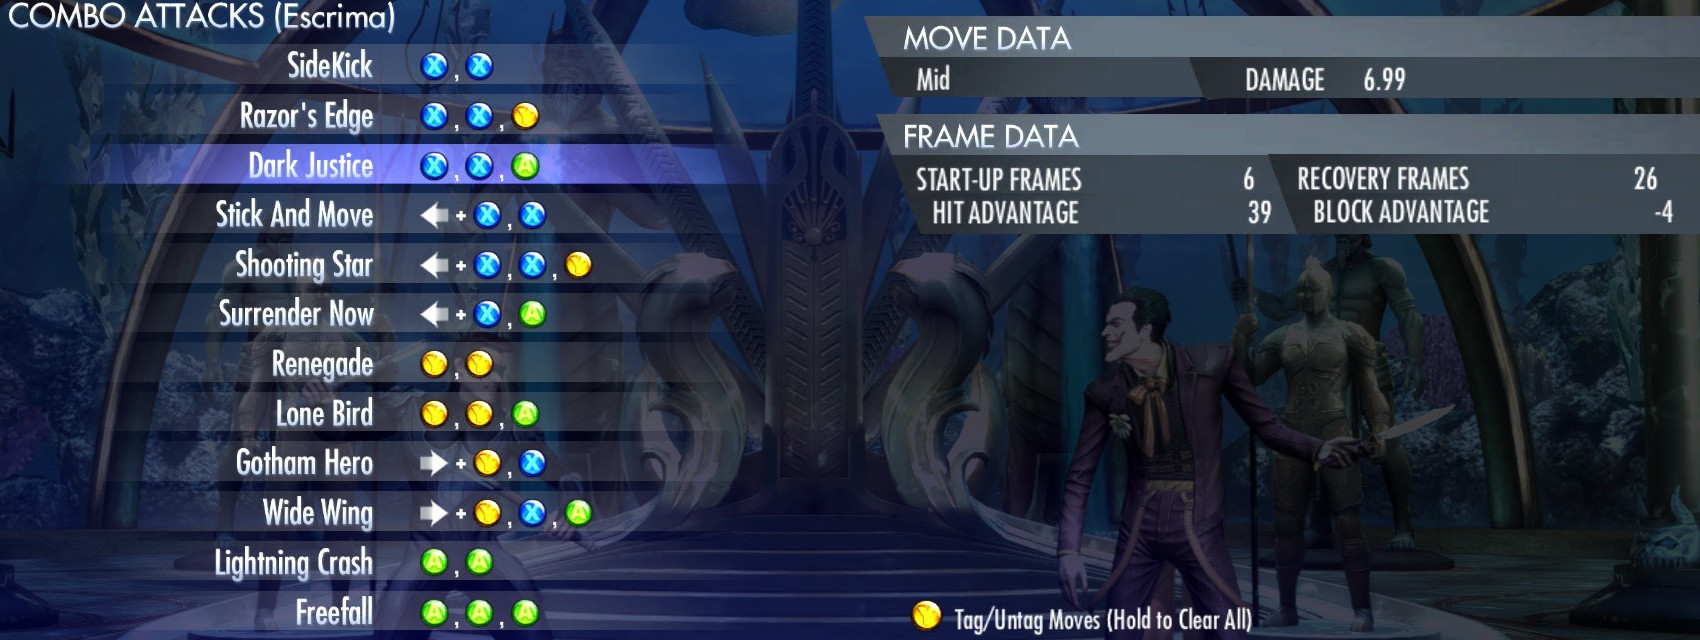 COMBO ATTACKS (Escrima)
SideKick X , X
Razor's Edge X , X , Y
Dark Justice X , X , A
Stick And Move + X , X
Shooting Star + X , X , Y
Surrender Now + X , A
Renegade Y , Y
Lone Bird Y , Y , A
Gotham Hero + Y , X
Wide Wing + Y , X , A
Lightning Crash A , A
Freefall A , A , A
MOVE DATA
Mid DAMAGE 6.99
FRAME DATA
START-UP FRAMES 6 RECOVERY FRAMES 26
HIT ADVANTAGE 39 BLOCK ADVANTAGE -4
Y Tag/Untag Moves (Hold to Clear All)